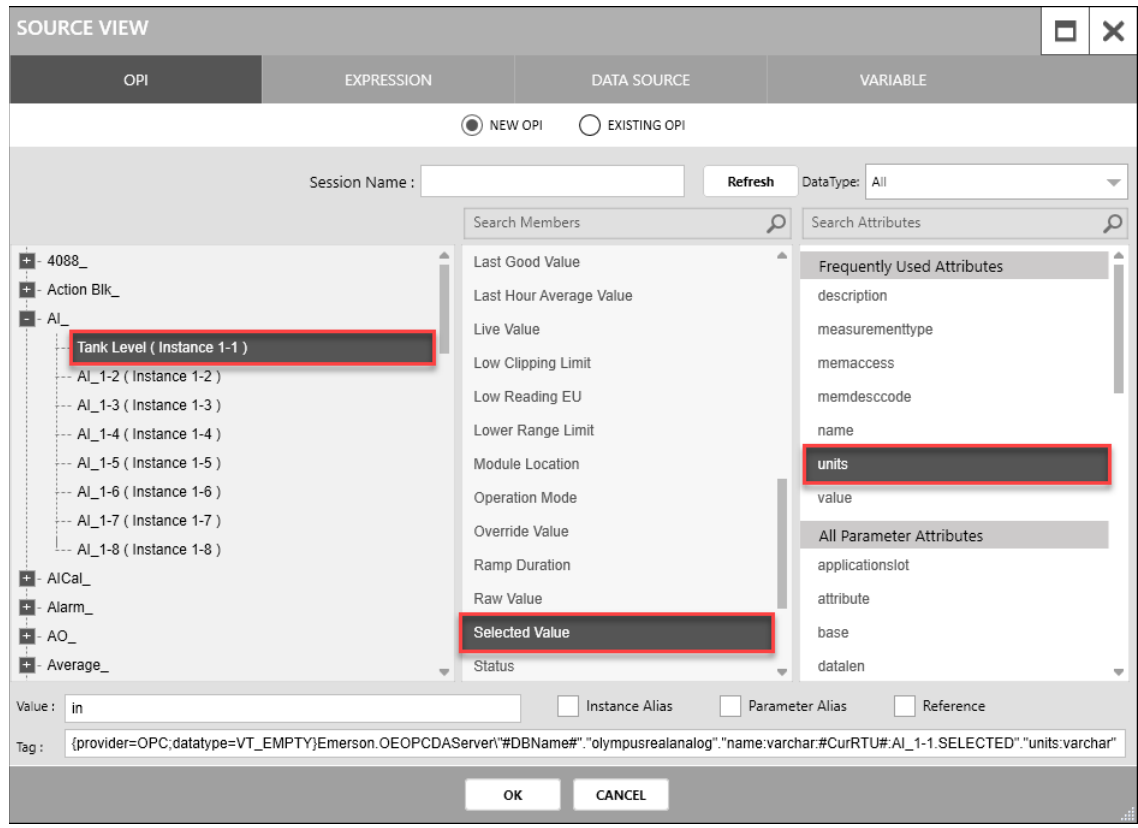 SOURCE VIEW
OPI EXPRESSION DATA SOURCE VARIABLE
NEW OPI EXISTING OPI
Session Name : Refresh DataType: All
Search Members Search Attributes
4088_
Action Blk_
AI_
Tank Level ( Instance 1-1 )
AI_1-2 ( Instance 1-2 )
AI_1-3 ( Instance 1-3 )
AI_1-4 ( Instance 1-4 )
AI_1-5 ( Instance 1-5 )
AI_1-6 ( Instance 1-6 )
AI_1-7 ( Instance 1-7 )
AI_1-8 ( Instance 1-8 )
AICal_
Alarm_
AO_
Average_
Last Good Value
Last Hour Average Value
Live Value
Low Clipping Limit
Low Reading EU
Lower Range Limit
Module Location
Operation Mode
Override Value
Ramp Duration
Raw Value
Selected Value
Status
Frequently Used Attributes
description
measurementtype
memaccess
memdesccode
name
units
value
All Parameter Attributes
applicationslot
attribute
base
datalen
Value : in Instance Alias Parameter Alias Reference
Tag : {provider=OPC;datatype=VT_EMPTY}Emerson.OEOPCDAServer\"#DBName#"."olympusrealanalog"."name:varchar:#CurRTU#:AI_1-1.SELECTED"."units:varchar"
OK CANCEL